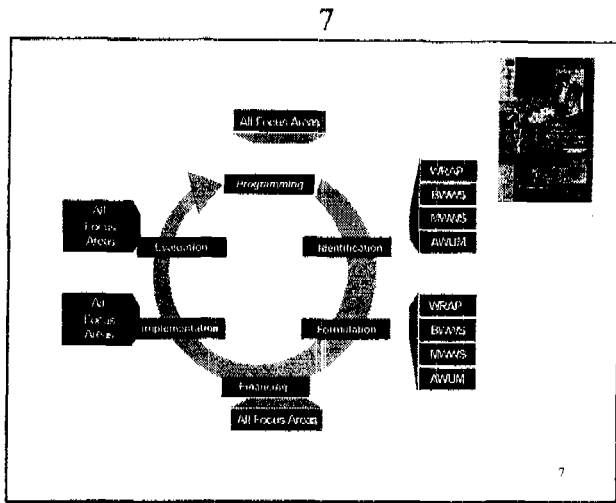 7
All Focus Areas
Programming
WRAP
BWWS
MWWS
AWUM
All
Focus
Areas
Evaluation
Identification
All
Focus
Areas
Implementation
Formulation
WRAP
BWWS
MWWS
AWUM
Financing
All Focus Areas
7